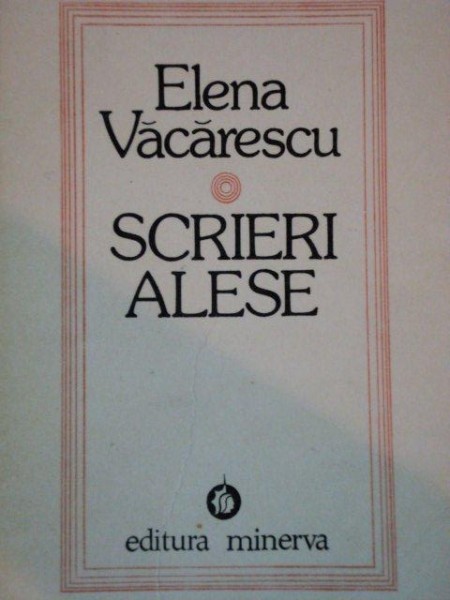 Elena
Văcărescu
SCRIERI
ALESE
editura minerva